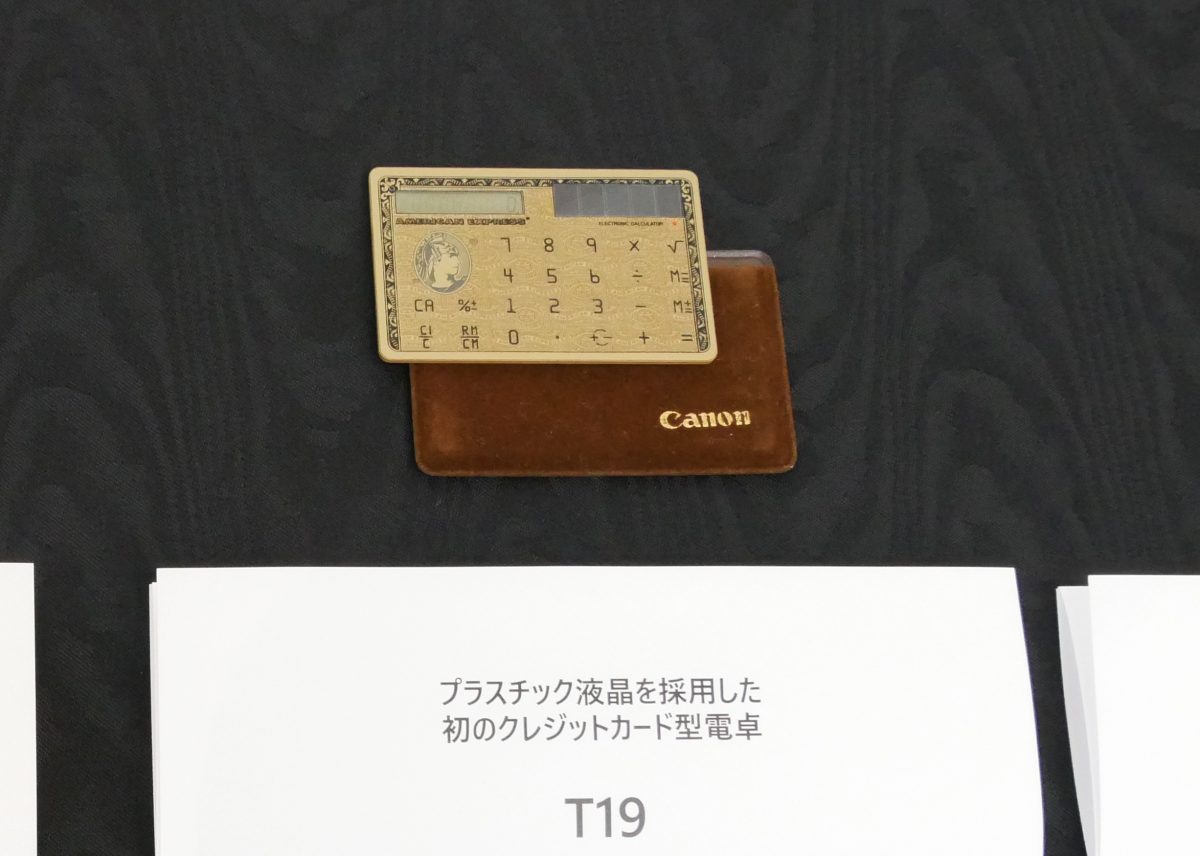 AMERICAN EXPRESS®
ELECTRONIC CALCULATOR
7 8 9 × √
4 5 6 ÷ M=
CA %± 1 2 3 − M±
CI/C RM/CM 0 · + =
Canon
プラスチック液晶を採用した
初のクレジットカード型電卓
T19